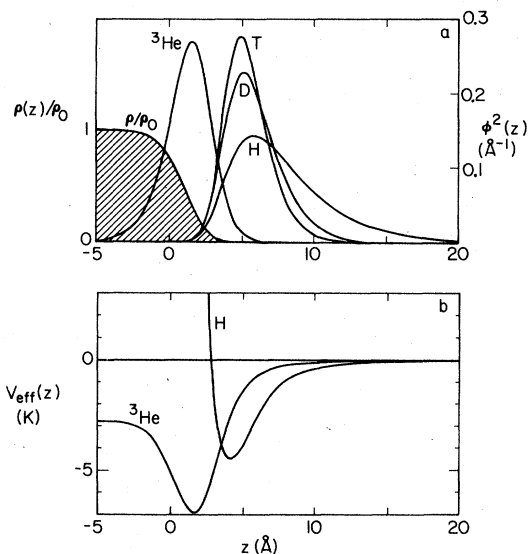 0.3
a
³He
T
D
ρ(z)/ρ₀
ρ/ρ₀
0.2
φ²(z)
(Å⁻¹)
1
H
0.1
0
-5 0 10 20
b
H
0
V_eff(z)
(K)
³He
-5
-5 0 10 20
z (Å)